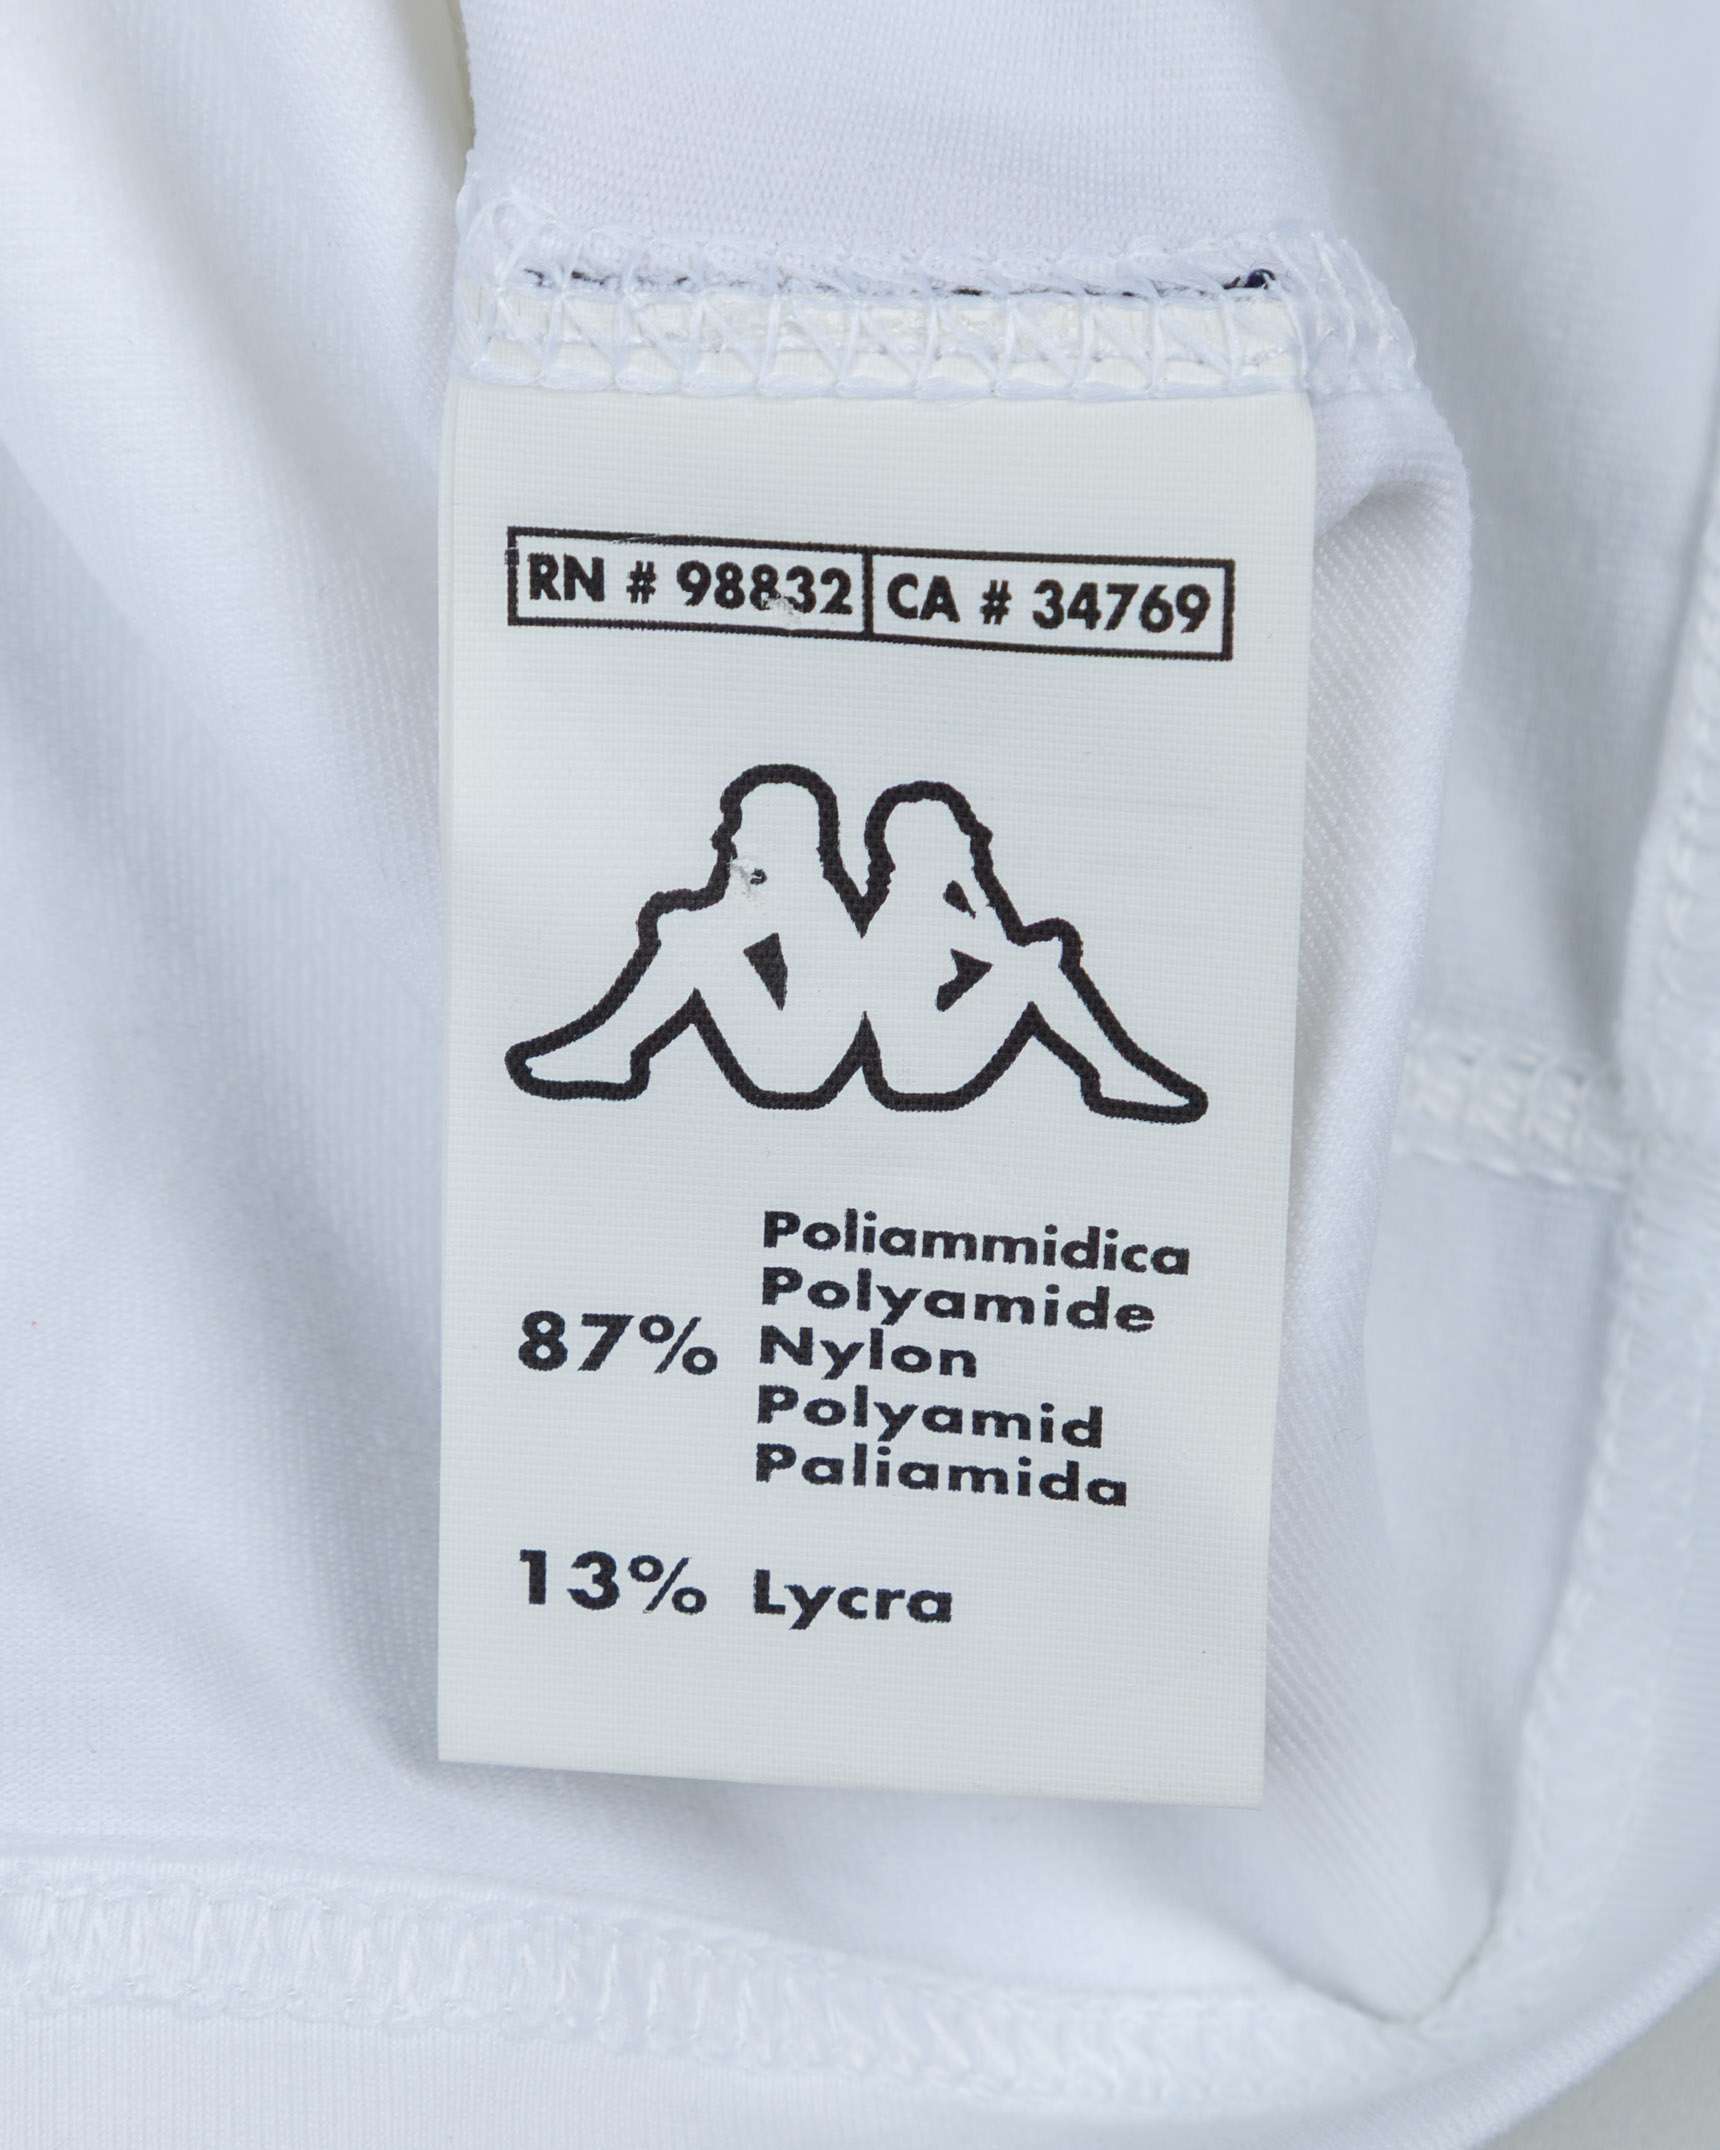 RN # 98832 CA # 34769
Poliammidica
Polyamide
87% Nylon
Polyamid
Paliamida
13% Lycra